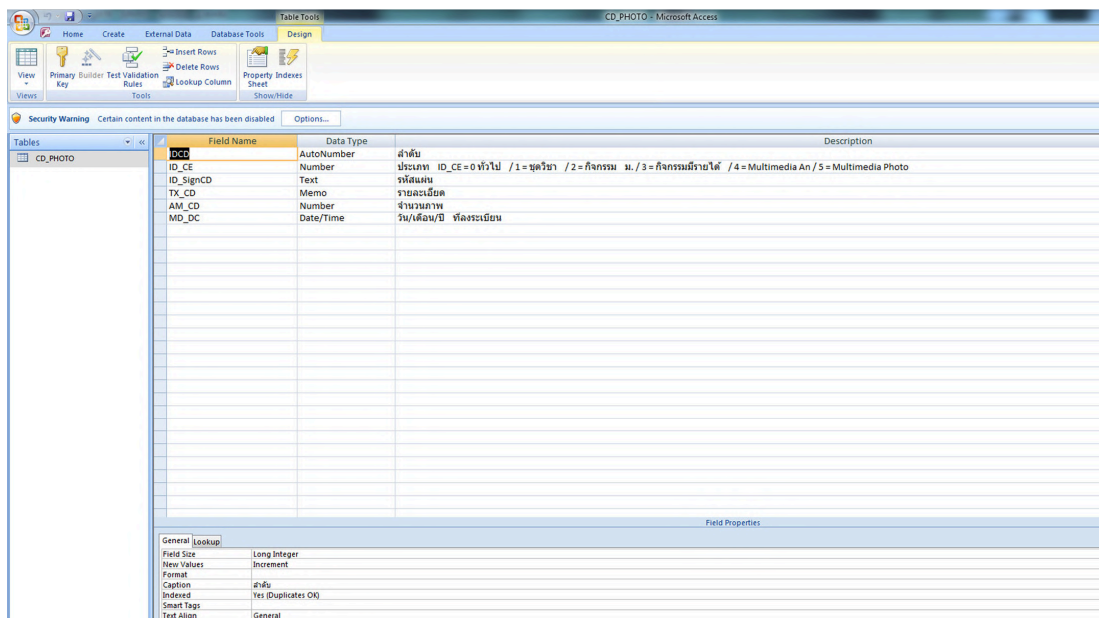 Table Tools
CD_PHOTO - Microsoft Access
Home Create External Data Database Tools Design
View
Primary Key
Builder
Test Validation Rules
Insert Rows
Delete Rows
Lookup Column
Property Sheet
Indexes
Views Tools Show/Hide
Security Warning Certain content in the database has been disabled Options...
Tables «
CD_PHOTO
Field Name Data Type Description
IDCD AutoNumber ลำดับ
ID_CE Number ประเภท ID_CE = 0 ทั่วไป / 1 = ชุดวิชา / 2 = กิจกรรม ม. / 3 = กิจกรรมมีรายได้ / 4 = Multimedia An / 5 = Multimedia Photo
ID_SignCD Text รหัสแผ่น
TX_CD Memo รายละเอียด
AM_CD Number จำนวนภาพ
MD_DC Date/Time วัน/เดือน/ปี ที่ลงระเบียน
Field Properties
General Lookup
Field Size Long Integer
New Values Increment
Format
Caption ลำดับ
Indexed Yes (Duplicates OK)
Smart Tags
Text Align General